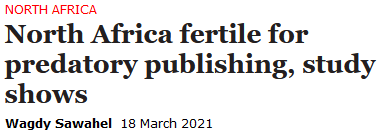 NORTH AFRICA
North Africa fertile for
predatory publishing, study
shows
Wagdy Sawahel 18 March 2021